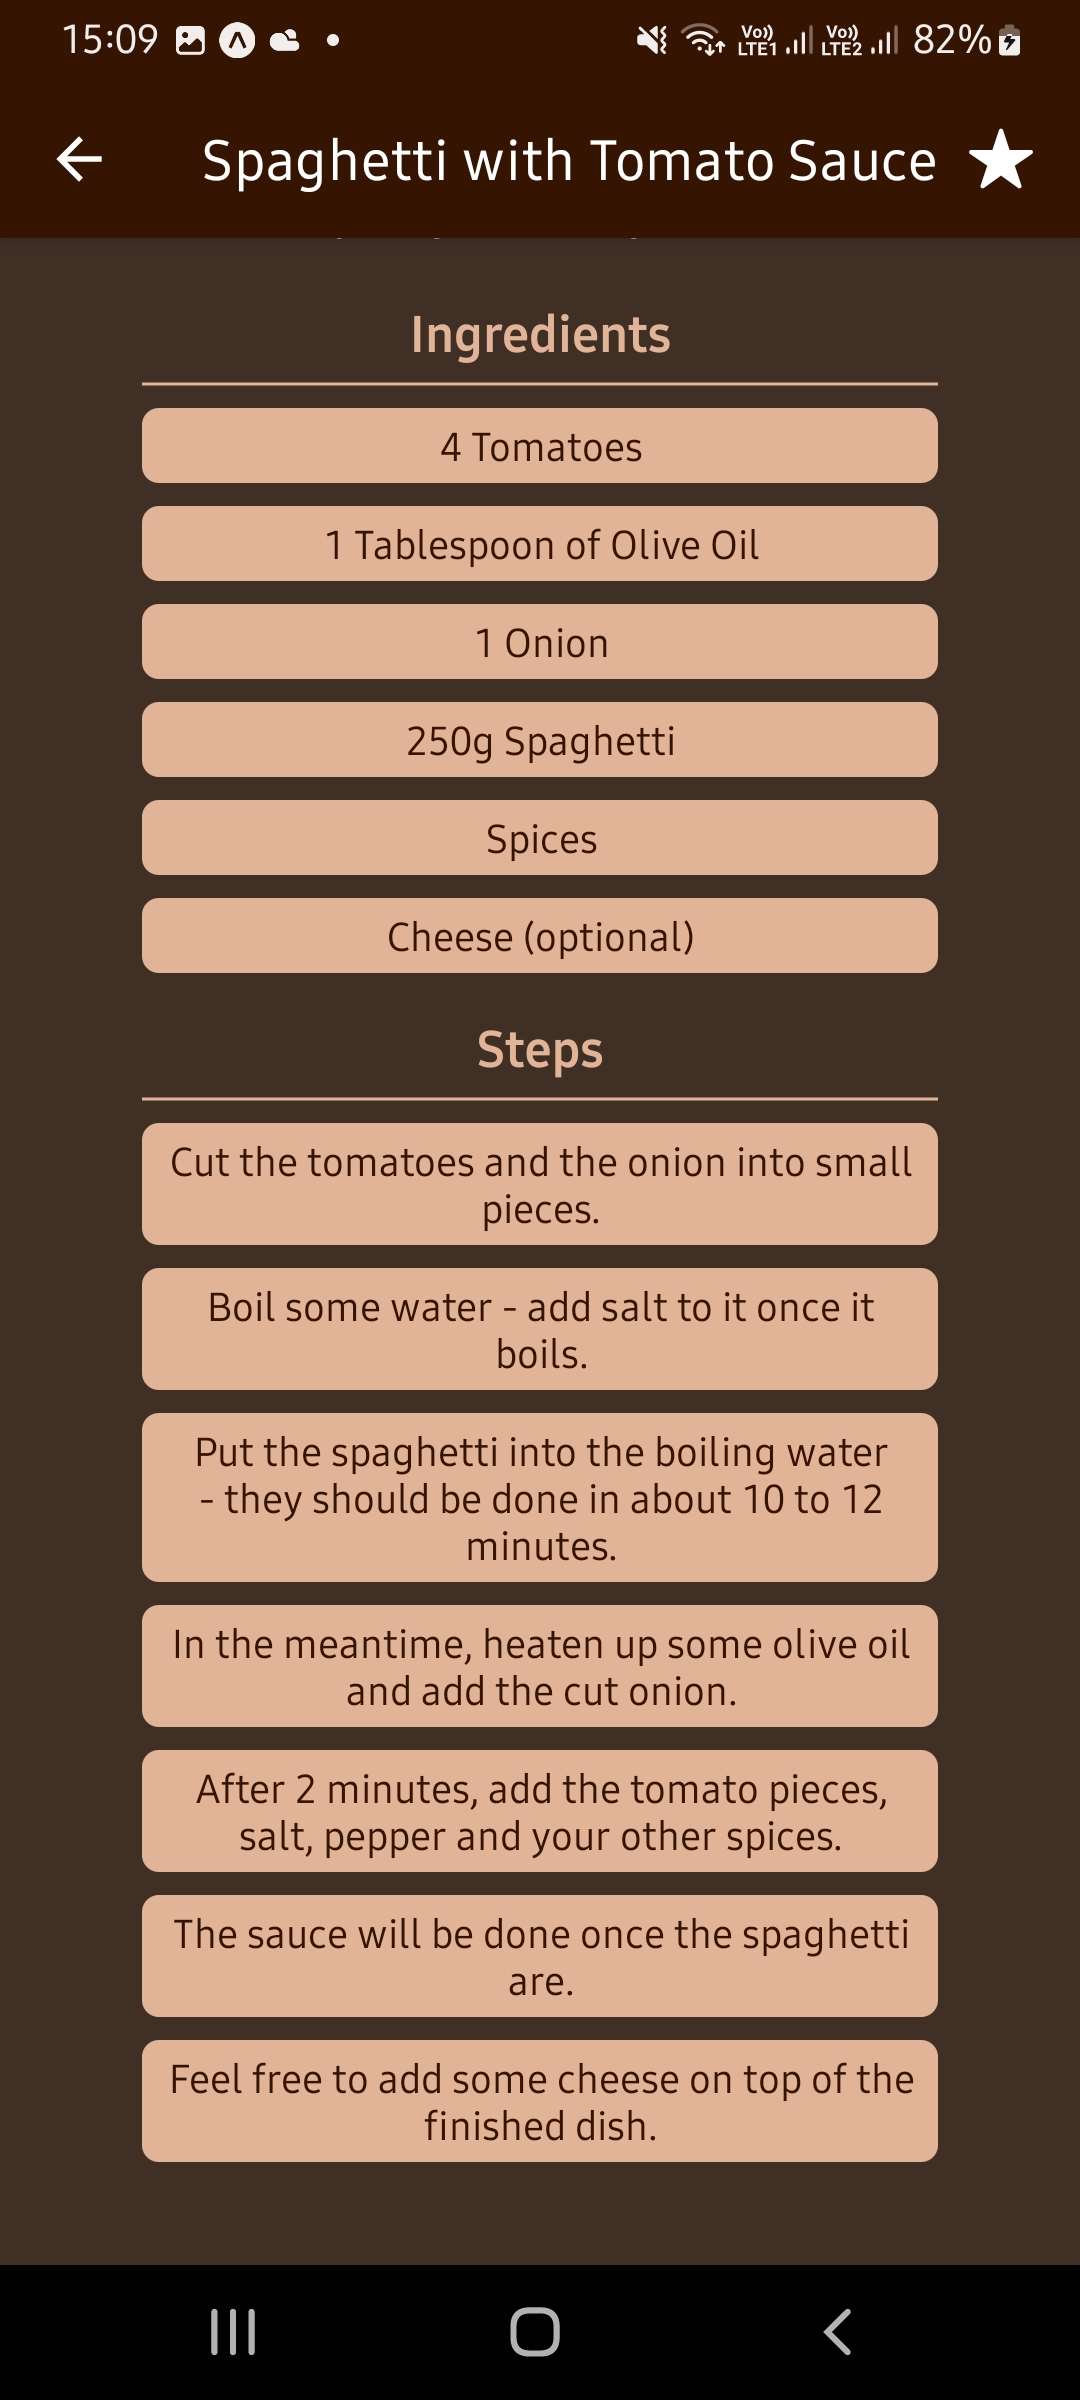 15:09
Vo)) LTE1 Vo)) LTE2 82%
Spaghetti with Tomato Sauce
Ingredients
4 Tomatoes
1 Tablespoon of Olive Oil
1 Onion
250g Spaghetti
Spices
Cheese (optional)
Steps
Cut the tomatoes and the onion into small
pieces.
Boil some water - add salt to it once it
boils.
Put the spaghetti into the boiling water
- they should be done in about 10 to 12
minutes.
In the meantime, heaten up some olive oil
and add the cut onion.
After 2 minutes, add the tomato pieces,
salt, pepper and your other spices.
The sauce will be done once the spaghetti
are.
Feel free to add some cheese on top of the
finished dish.